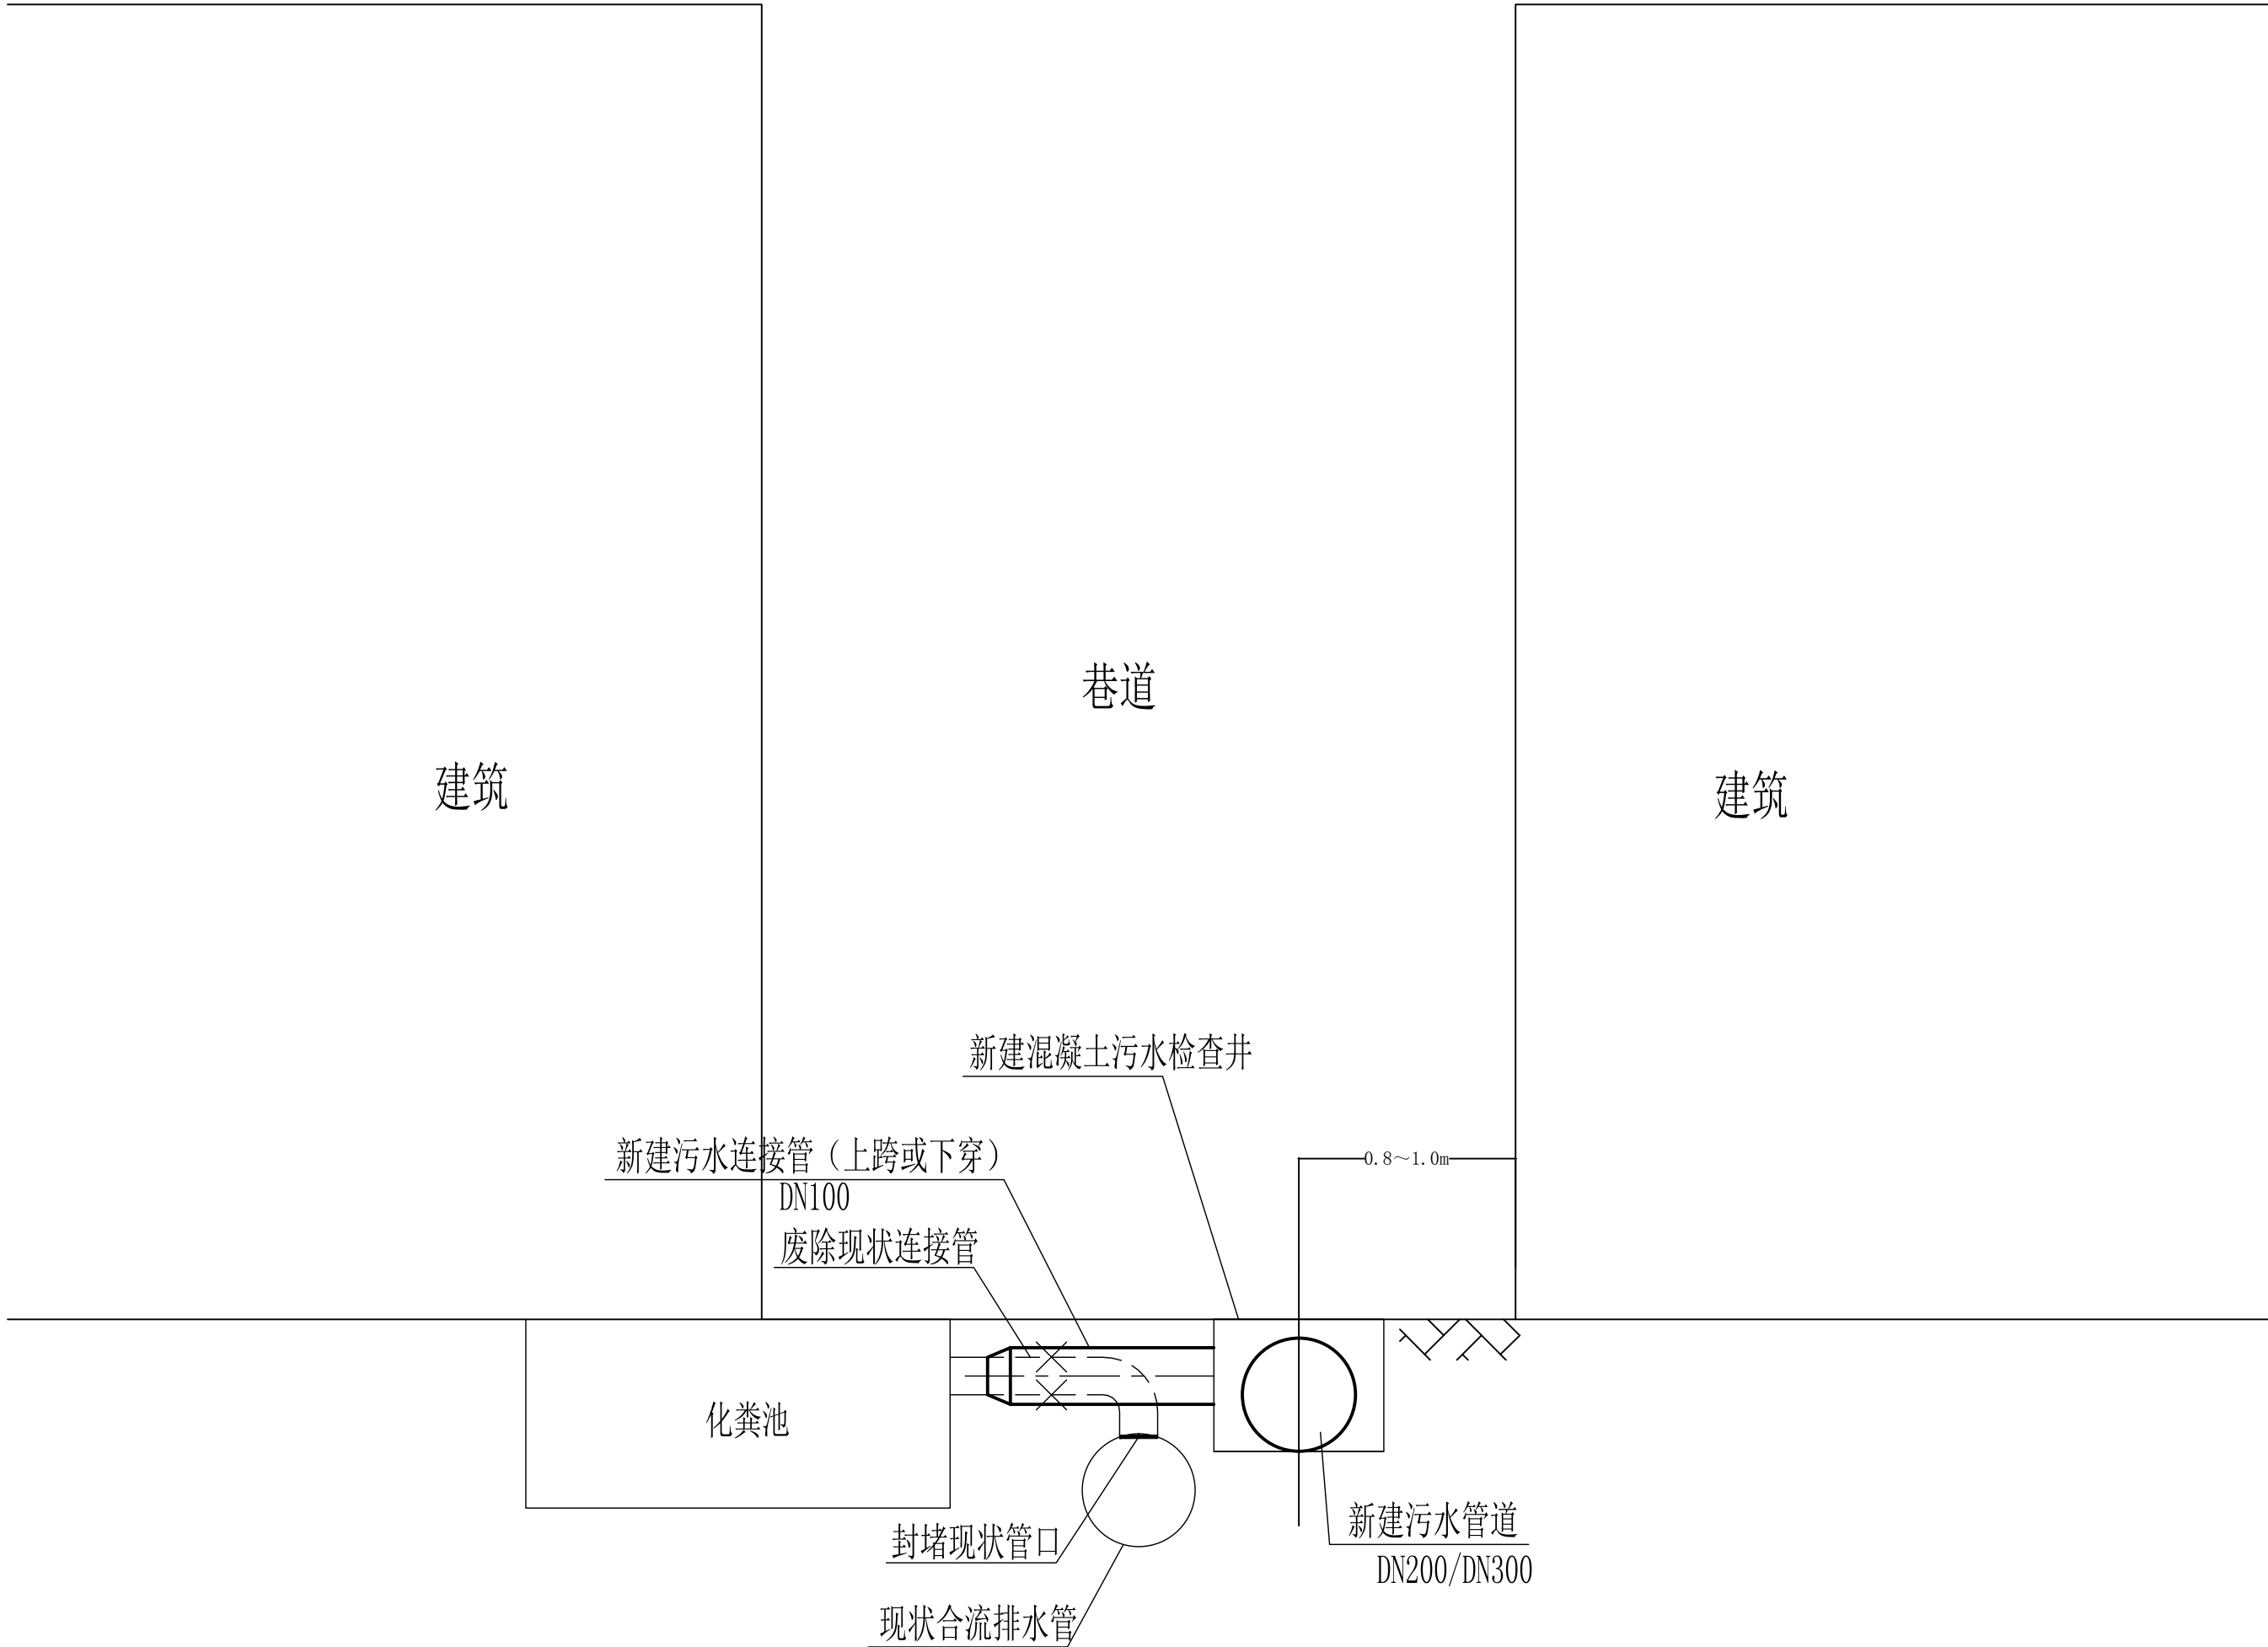 巷道
建筑
建筑
新建混凝土污水检查井
新建污水连接管（上跨或下穿）
DN100
0.8～1.0m
废除现状连接管
化粪池
新建污水管道
DN200/DN300
封堵现状管口
现状合流排水管